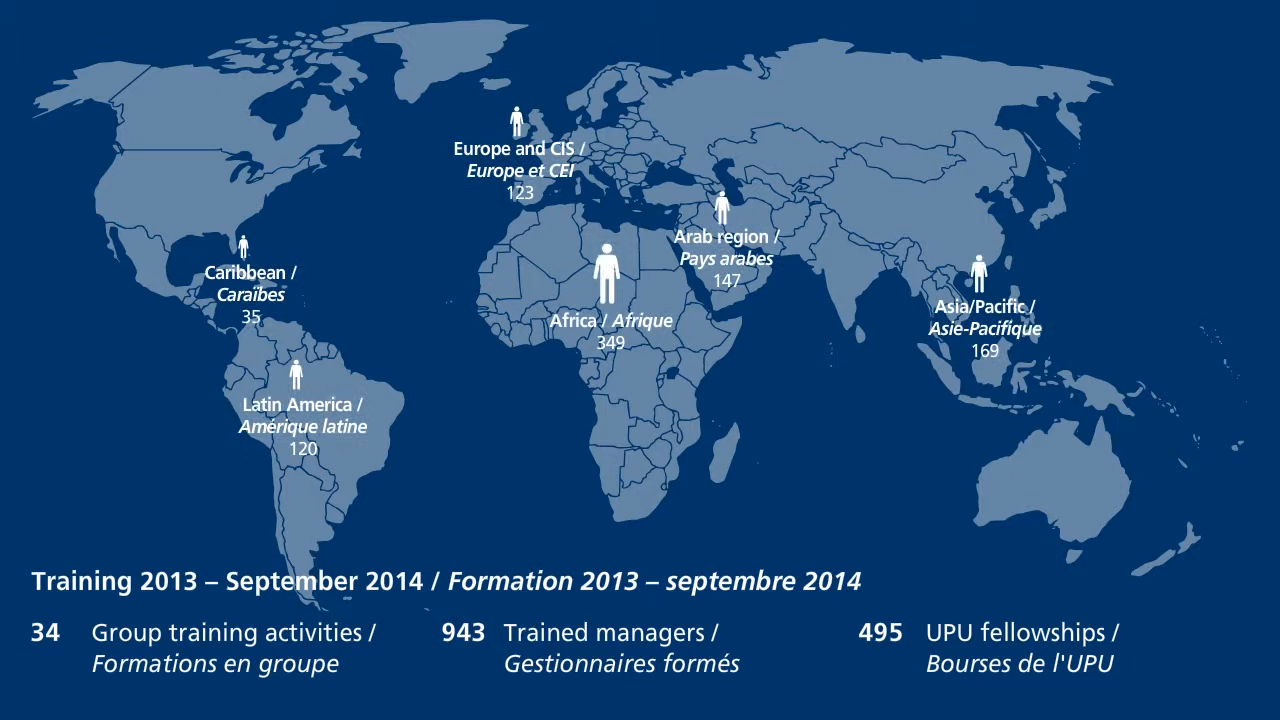 Europe and CIS /
Europe et CEI
123
Arab region /
Pays arabes
147
Caribbean /
Caraïbes
35
Africa / Afrique
349
Asia/Pacific /
Asie-Pacifique
169
Latin America /
Amérique latine
120
Training 2013 – September 2014 / Formation 2013 – septembre 2014
34 Group training activities /
Formations en groupe
943 Trained managers /
Gestionnaires formés
495 UPU fellowships /
Bourses de l'UPU